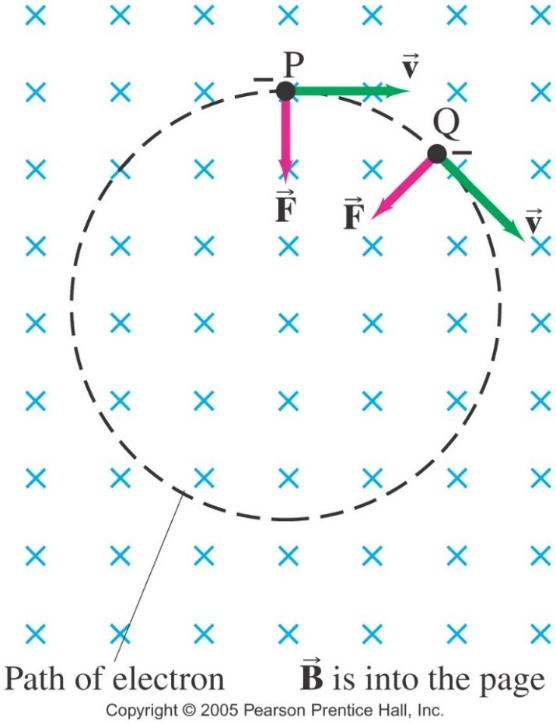 P
v
Q
F
F
v
Path of electron
B is into the page
Copyright © 2005 Pearson Prentice Hall, Inc.